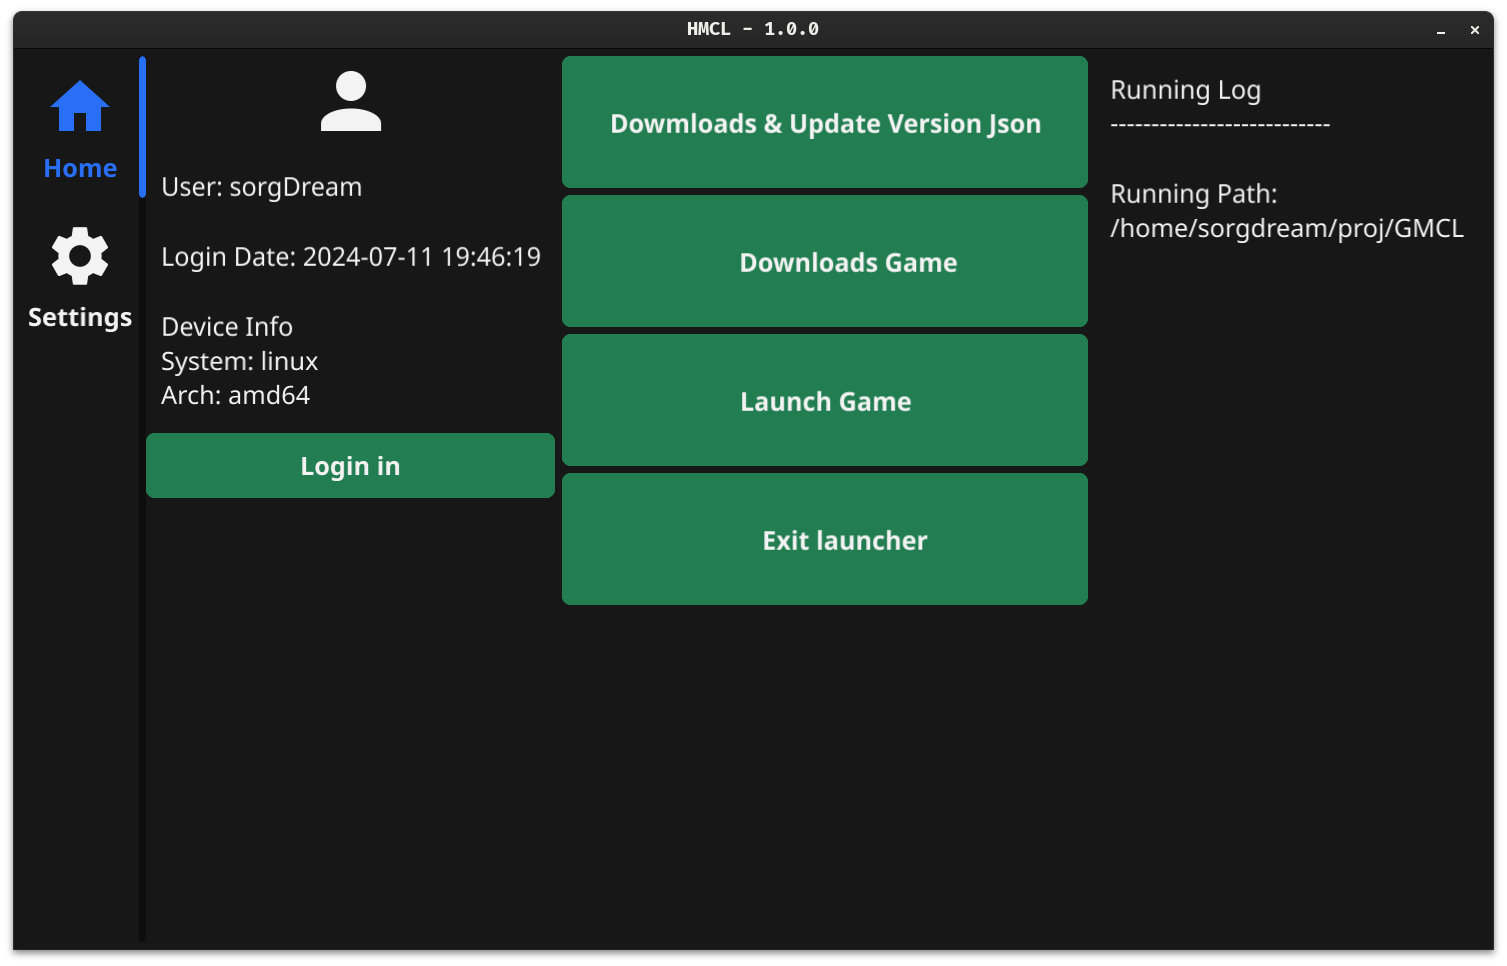 HMCL - 1.0.0
Home
Settings
User: sorgDream
Login Date: 2024-07-11 19:46:19
Device Info
System: linux
Arch: amd64
Login in
Dowmloads & Update Version Json
Downloads Game
Launch Game
Exit launcher
Running Log
---------------------------
Running Path:
/home/sorgdream/proj/GMCL